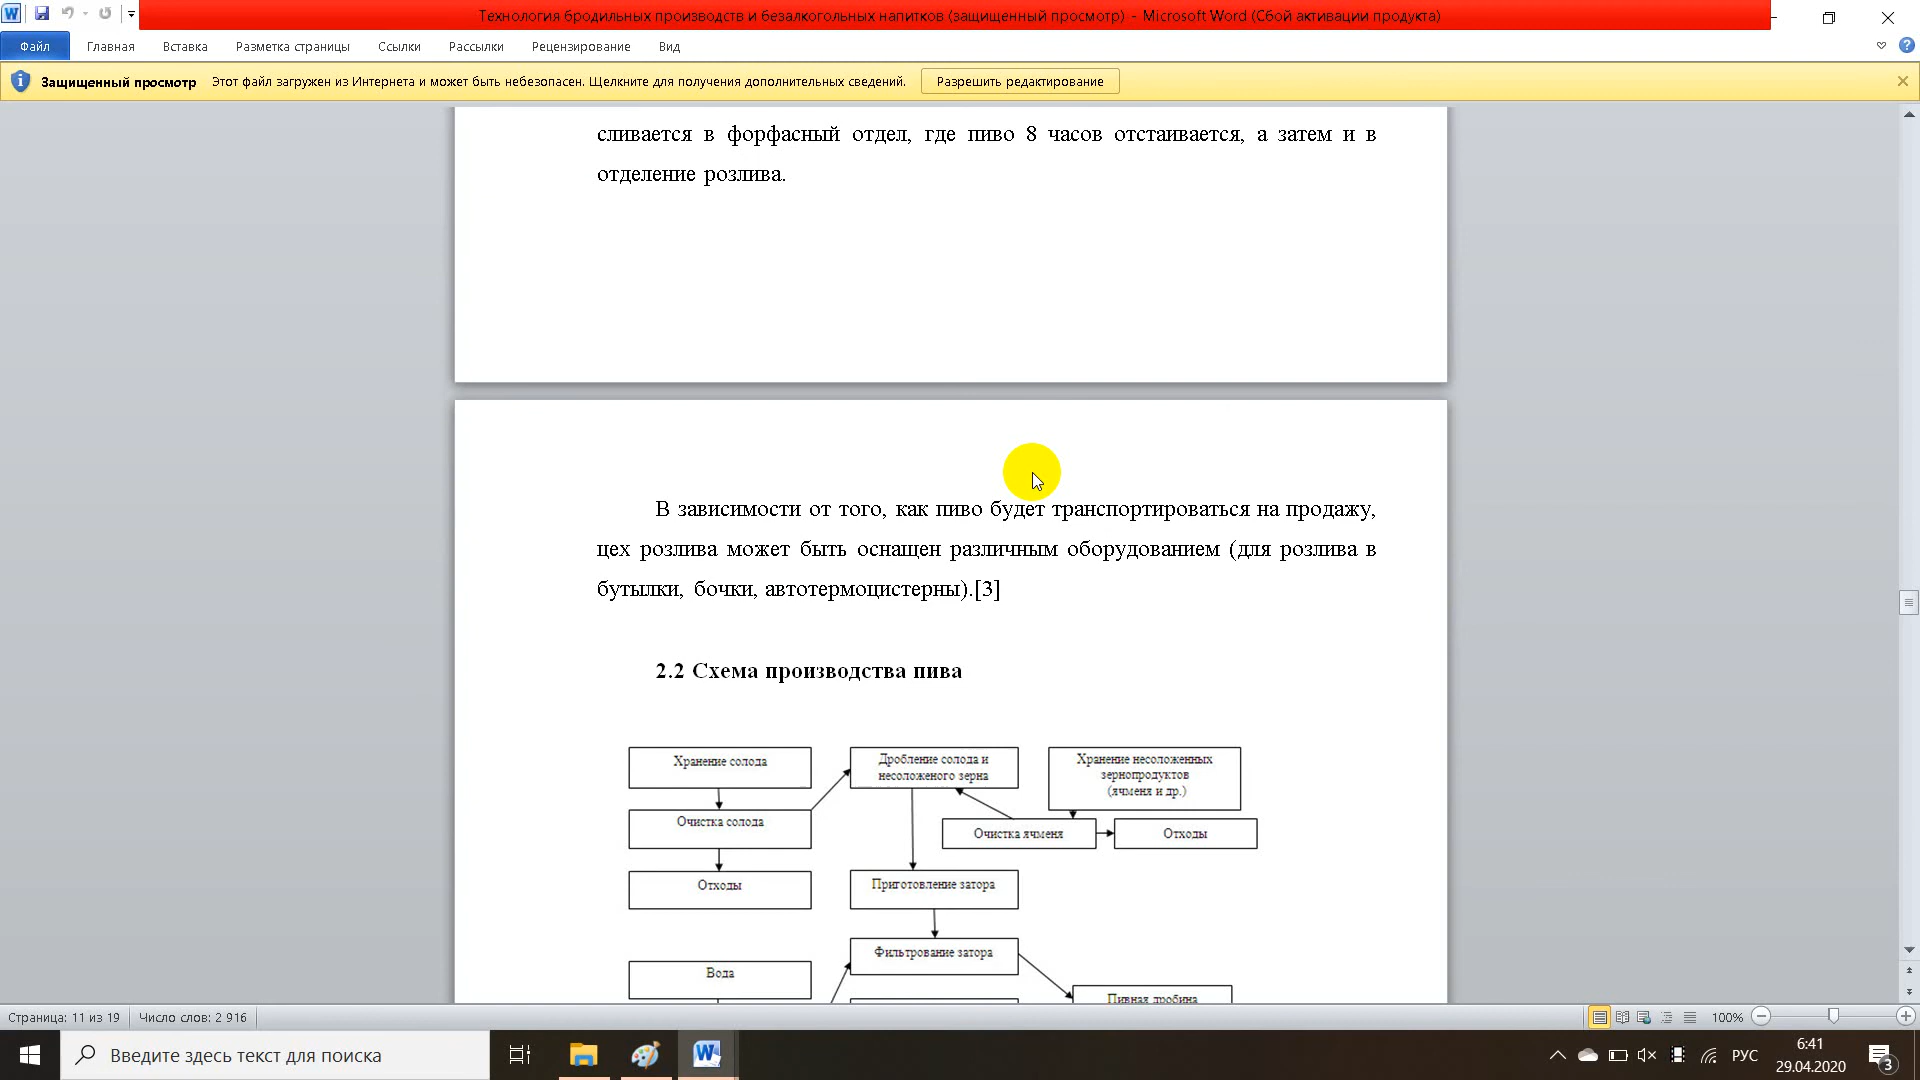 Технология бродильных производств и безалкогольных напитков (защищенный просмотр) - Microsoft Word (Сбой активации продукта)
Файл Главная Вставка Разметка страницы Ссылки Рассылки Рецензирование Вид
Защищенный просмотр Этот файл загружен из Интернета и может быть небезопасен. Щелкните для получения дополнительных сведений. Разрешить редактирование
сливается в форфасный отдел, где пиво 8 часов отстаивается, а затем и в
отделение розлива.
В зависимости от того, как пиво будет транспортироваться на продажу,
цех розлива может быть оснащен различным оборудованием (для розлива в
бутылки, бочки, автотермоцистерны).[3]
2.2 Схема производства пива
Хранение солода
Дробление солода и
несоложеного зерна
Хранение несоложенных
зернопродуктов
(ячменя и др.)
Очистка солода
Очистка ячменя
Отходы
Отходы
Приготовление затора
Фильтрование затора
Вода
Пивная дробина
Страница: 11 из 19 Число слов: 2 916 100%
Введите здесь текст для поиска
РУС
6:41
29.04.2020
3